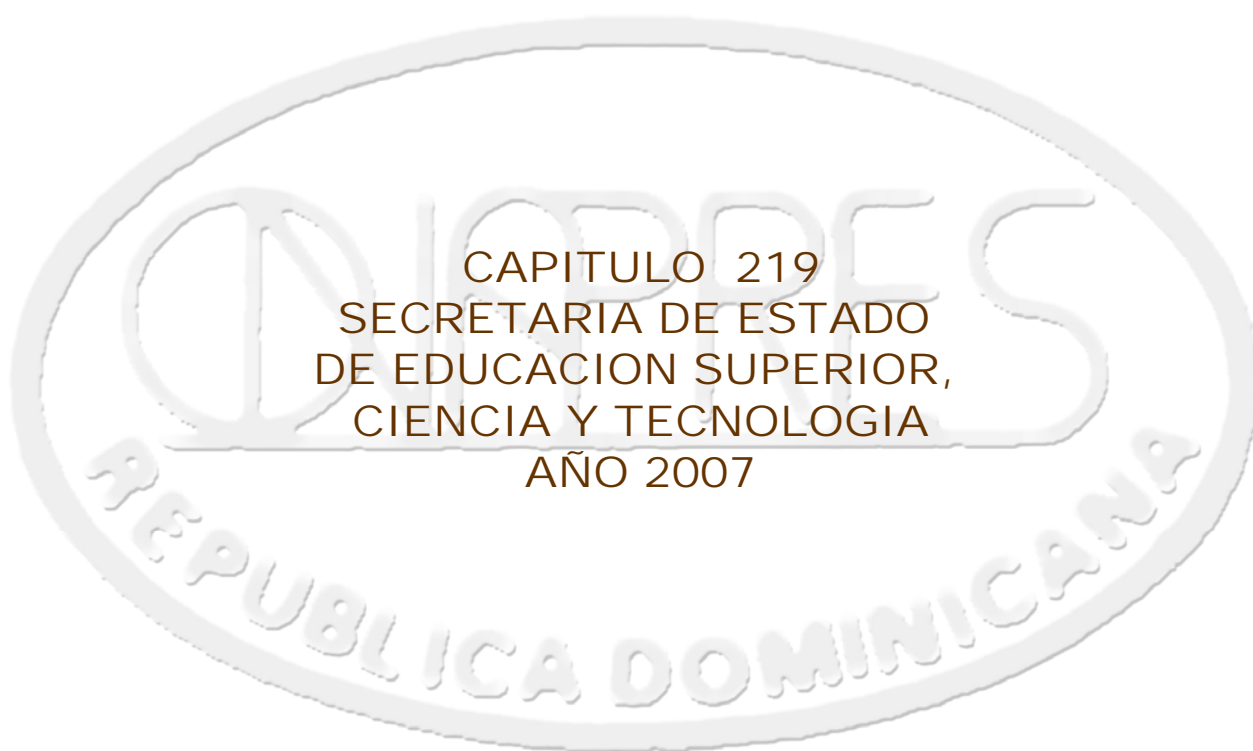 ONAPRES
CAPITULO 219
SECRETARIA DE ESTADO
DE EDUCACION SUPERIOR,
CIENCIA Y TECNOLOGIA
AÑO 2007
REPUBLICA DOMINICANA